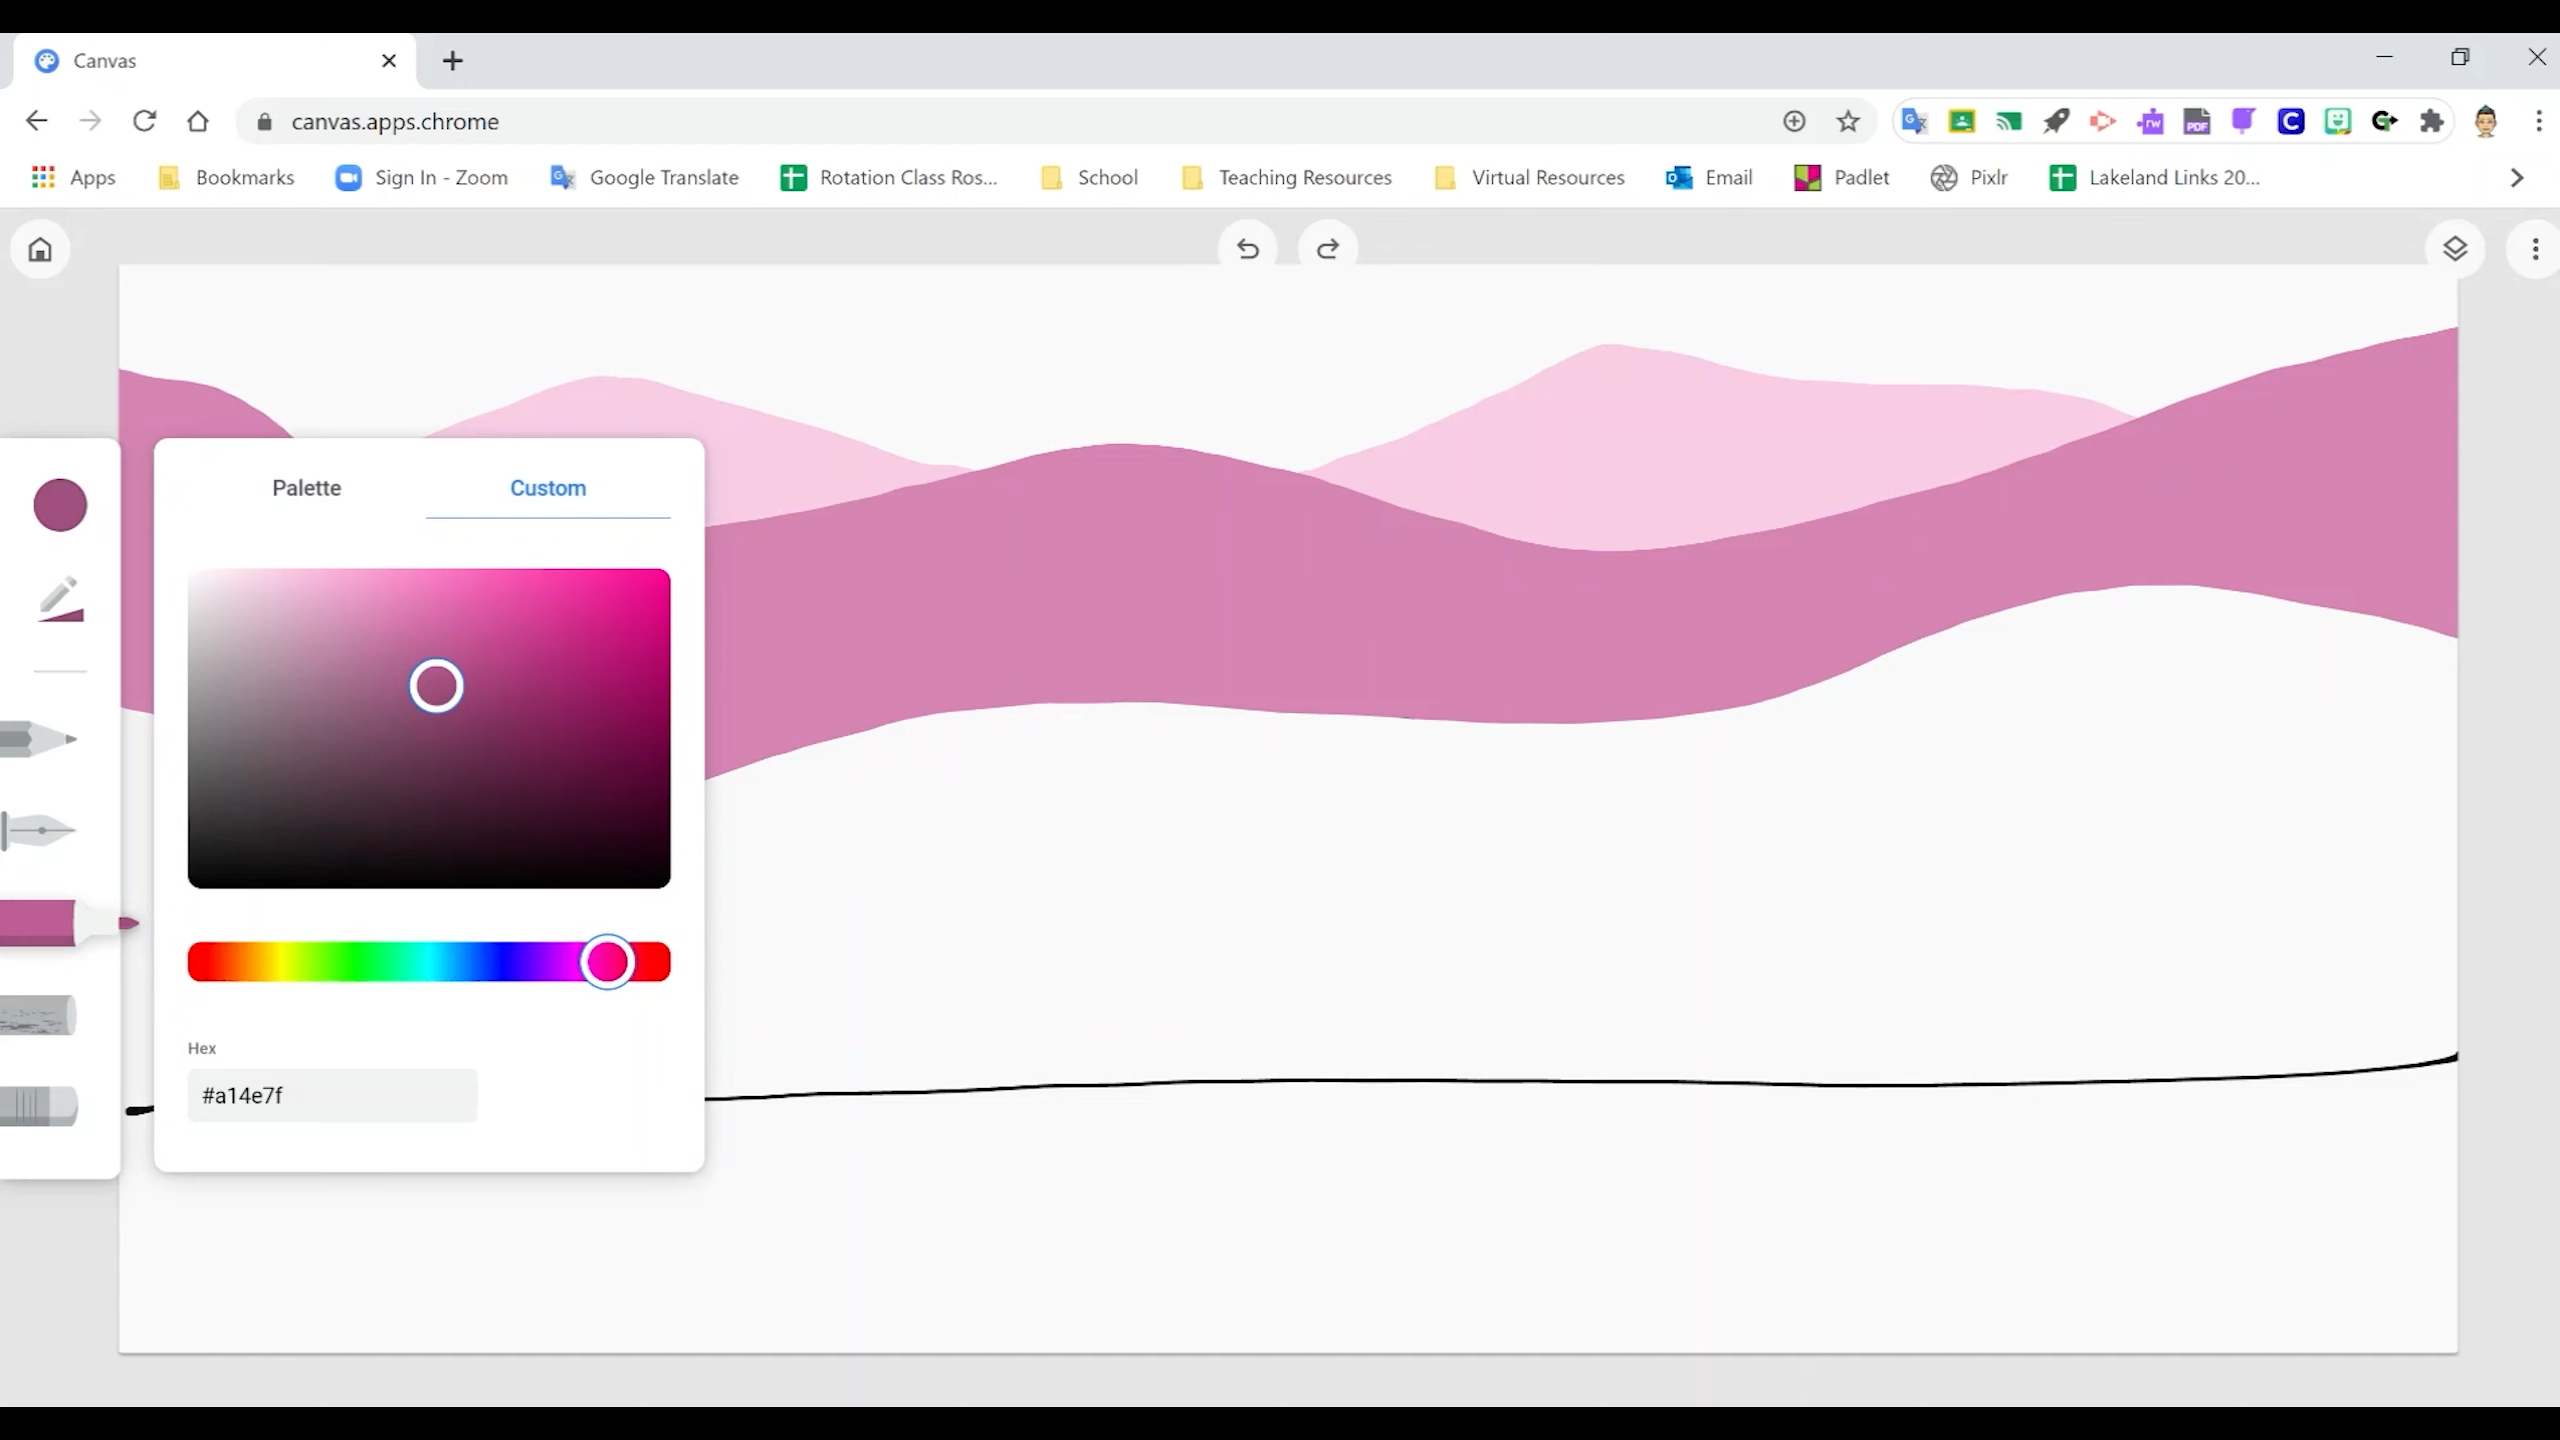 Canvas
canvas.apps.chrome
Apps Bookmarks Sign In - Zoom Google Translate Rotation Class Ros... School Teaching Resources Virtual Resources Email Padlet Pixlr Lakeland Links 20...
Palette Custom
Hex
#a14e7f